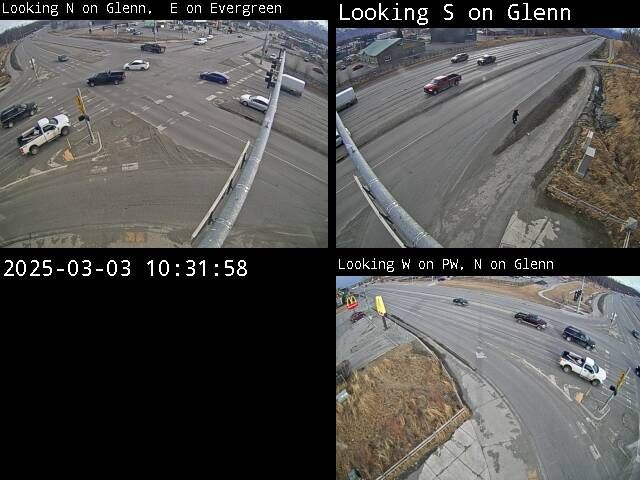 Looking N on Glenn, E on Evergreen
Looking S on Glenn
2025-03-03 10:31:58
Looking W on PW, N on Glenn